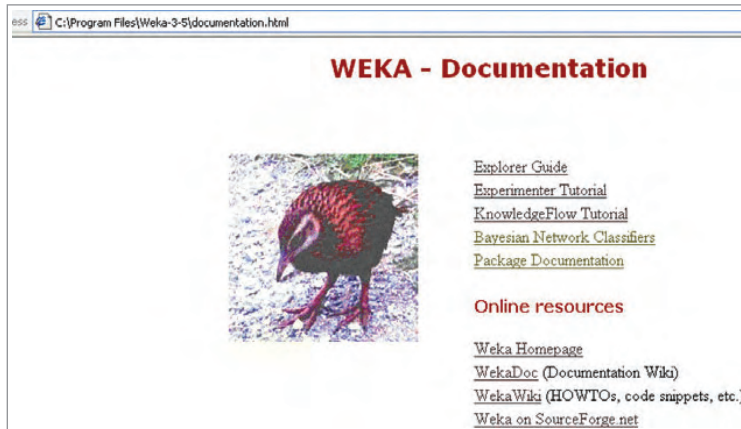 ess C:\Program Files\Weka-3-5\documentation.html
WEKA - Documentation
Explorer Guide
Experimenter Tutorial
KnowledgeFlow Tutorial
Bayesian Network Classifiers
Package Documentation
Online resources
Weka Homepage
WekaDoc (Documentation Wiki)
WekaWiki (HOWTOs, code snippets, etc.)
Weka on SourceForge.net